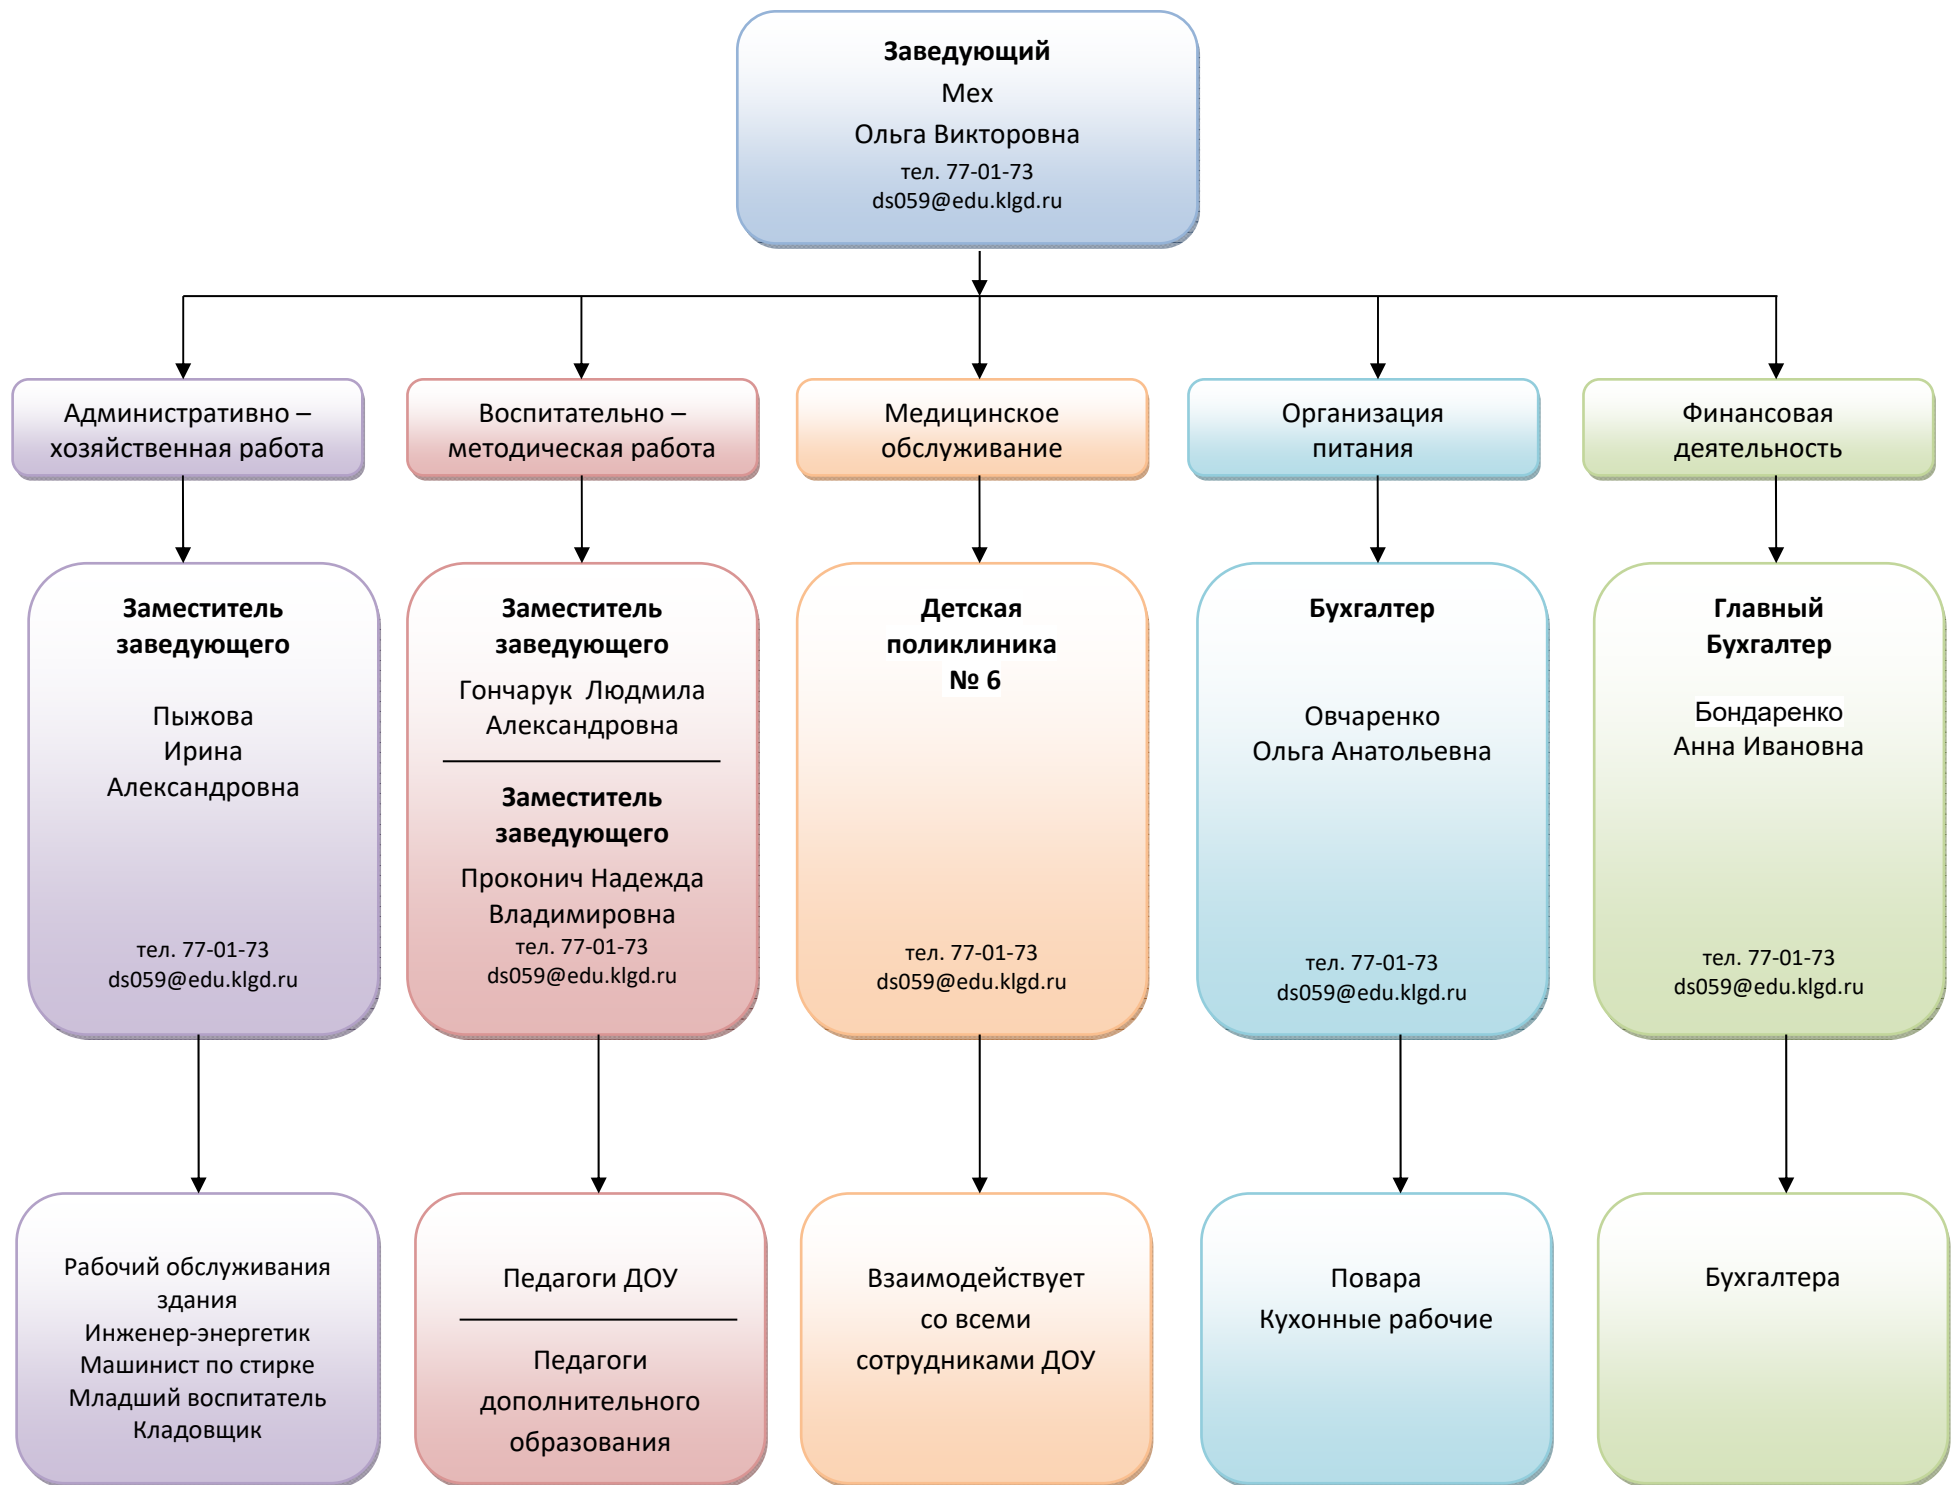 Заведующий
Мех
Ольга Викторовна
тел. 77-01-73
ds059@edu.klgd.ru
Административно –
хозяйственная работа
Воспитательно –
методическая работа
Медицинское
обслуживание
Организация
питания
Финансовая
деятельность
Заместитель
заведующего
Пыжова
Ирина
Александровна
тел. 77-01-73
ds059@edu.klgd.ru
Заместитель
заведующего
Гончарук  Людмила
Александровна
Заместитель
заведующего
Проконич Надежда
Владимировна
тел. 77-01-73
ds059@edu.klgd.ru
Детская
поликлиника
№ 6
тел. 77-01-73
ds059@edu.klgd.ru
Бухгалтер
Овчаренко
Ольга Анатольевна
тел. 77-01-73
ds059@edu.klgd.ru
Главный
Бухгалтер
Бондаренко
Анна Ивановна
тел. 77-01-73
ds059@edu.klgd.ru
Рабочий обслуживания
здания
Инженер-энергетик
Машинист по стирке
Младший воспитатель
Кладовщик
Педагоги ДОУ
Педагоги
дополнительного
образования
Взаимодействует
со всеми
сотрудниками ДОУ
Повара
Кухонные рабочие
Бухгалтера